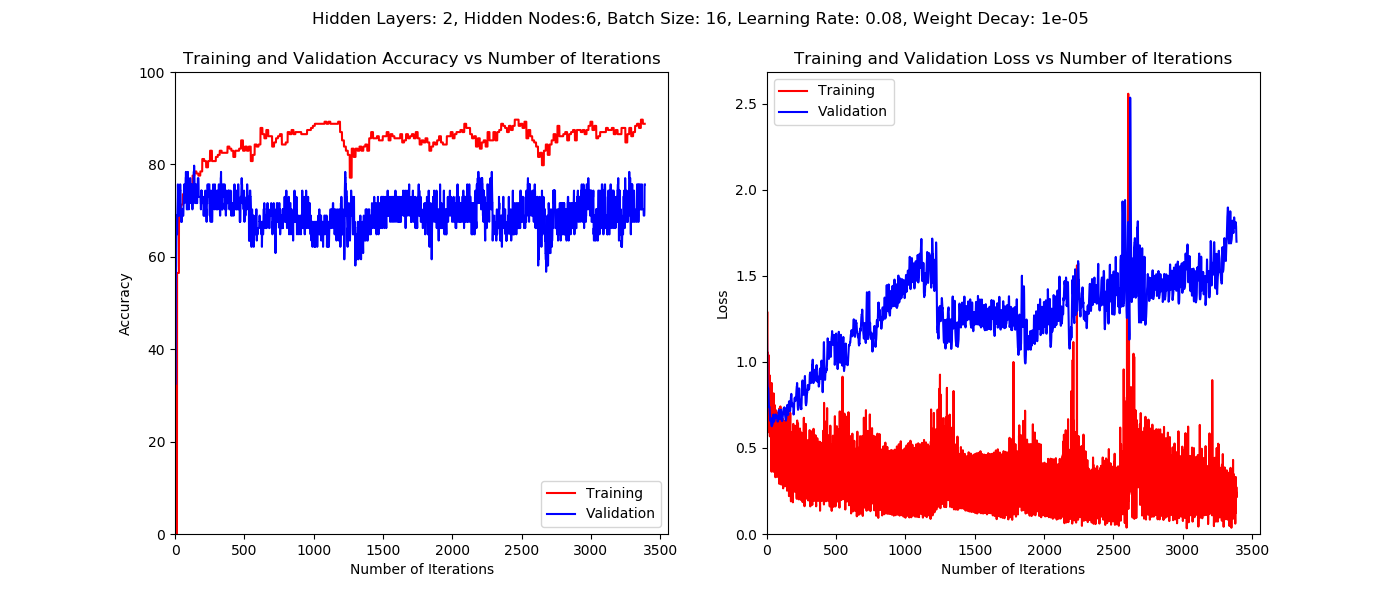 Hidden Layers: 2, Hidden Nodes:6, Batch Size: 16, Learning Rate: 0.08, Weight Decay: 1e-05
Training and Validation Accuracy vs Number of Iterations
100
80
60
40
20
0
Accuracy
0 500 1000 1500 2000 2500 3000 3500
Number of Iterations
Training
Validation
Training and Validation Loss vs Number of Iterations
Training
Validation
2.5
2.0
1.5
1.0
0.5
0.0
Loss
0 500 1000 1500 2000 2500 3000 3500
Number of Iterations